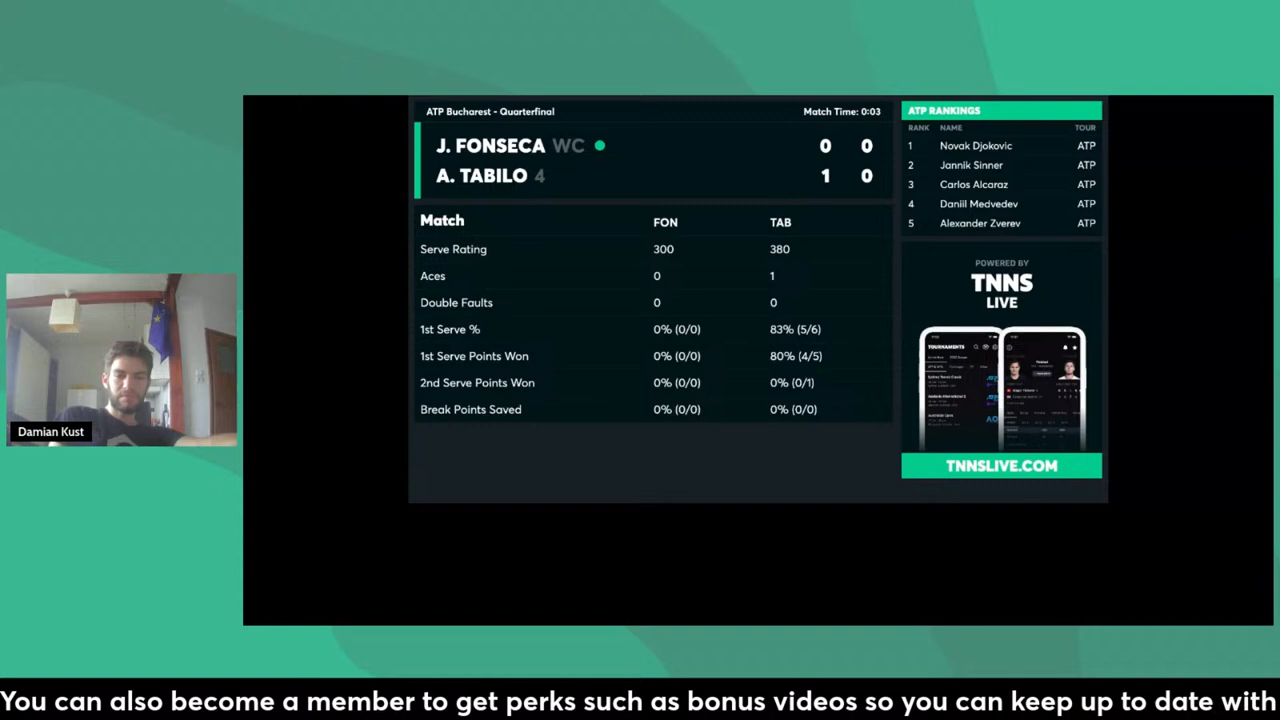 ATP Bucharest - Quarterfinal Match Time: 0:03
J. FONSECA WC 0 0
A. TABILO 4 1 0
Match FON TAB
Serve Rating 300 380
Aces 0 1
Double Faults 0 0
1st Serve % 0% (0/0) 83% (5/6)
1st Serve Points Won 0% (0/0) 80% (4/5)
2nd Serve Points Won 0% (0/0) 0% (0/1)
Break Points Saved 0% (0/0) 0% (0/0)
ATP RANKINGS
RANK NAME TOUR
1 Novak Djokovic ATP
2 Jannik Sinner ATP
3 Carlos Alcaraz ATP
4 Daniil Medvedev ATP
5 Alexander Zverev ATP
POWERED BY
TNNS
LIVE
TOURNAMENTS
TNNSLIVE.COM
Damian Kust
You can also become a member to get perks such as bonus videos so you can keep up to date with